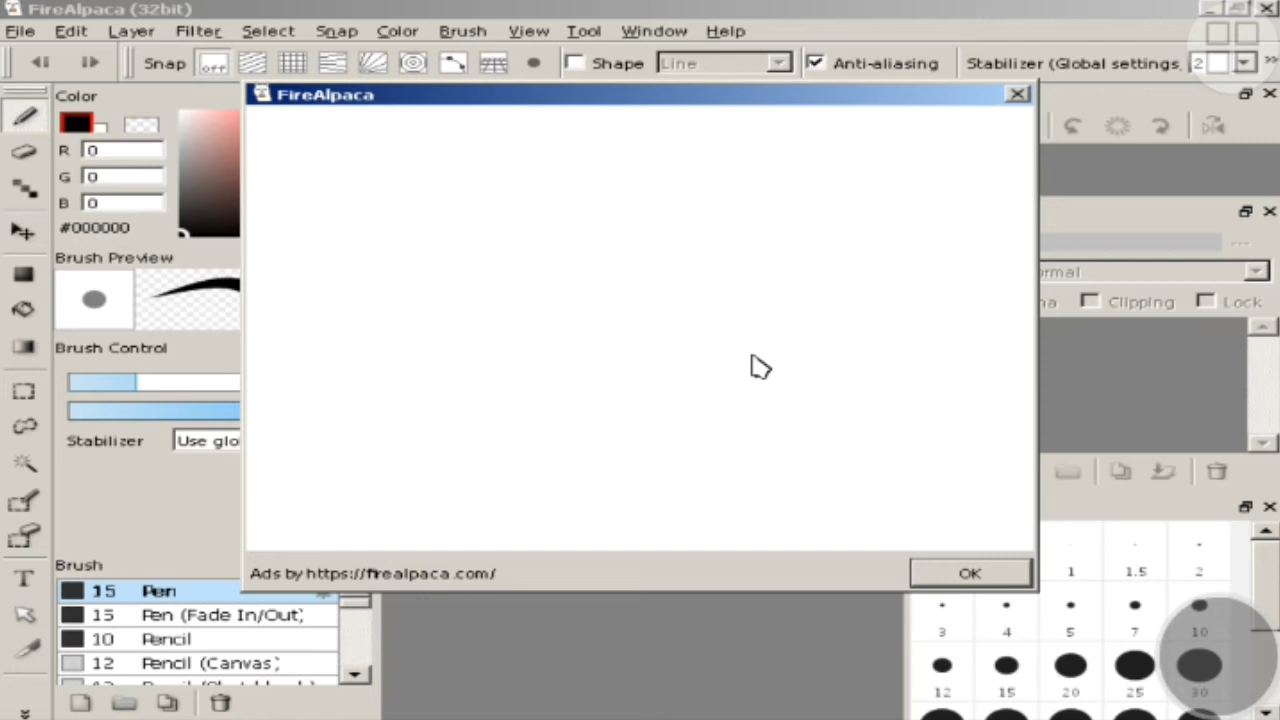 FireAlpaca (32bit)
File Edit Layer Filter Select Snap Color Brush View Tool Window Help
Snap off Shape Line Anti-aliasing Stabilizer (Global settings, 2
Color
FireAlpaca
R 0
G 0
B 0
#000000
Brush Preview
rmal
Clipping Lock
Brush Control
Stabilizer Use glo
Brush
Ads by https://firealpaca.com/ OK
15 Pen
15 Pen (Fade In/Out)
10 Pencil
12 Pencil (Canvas)
1 1.5 2
3 4 5 7 10
12 15 20 25 30
T